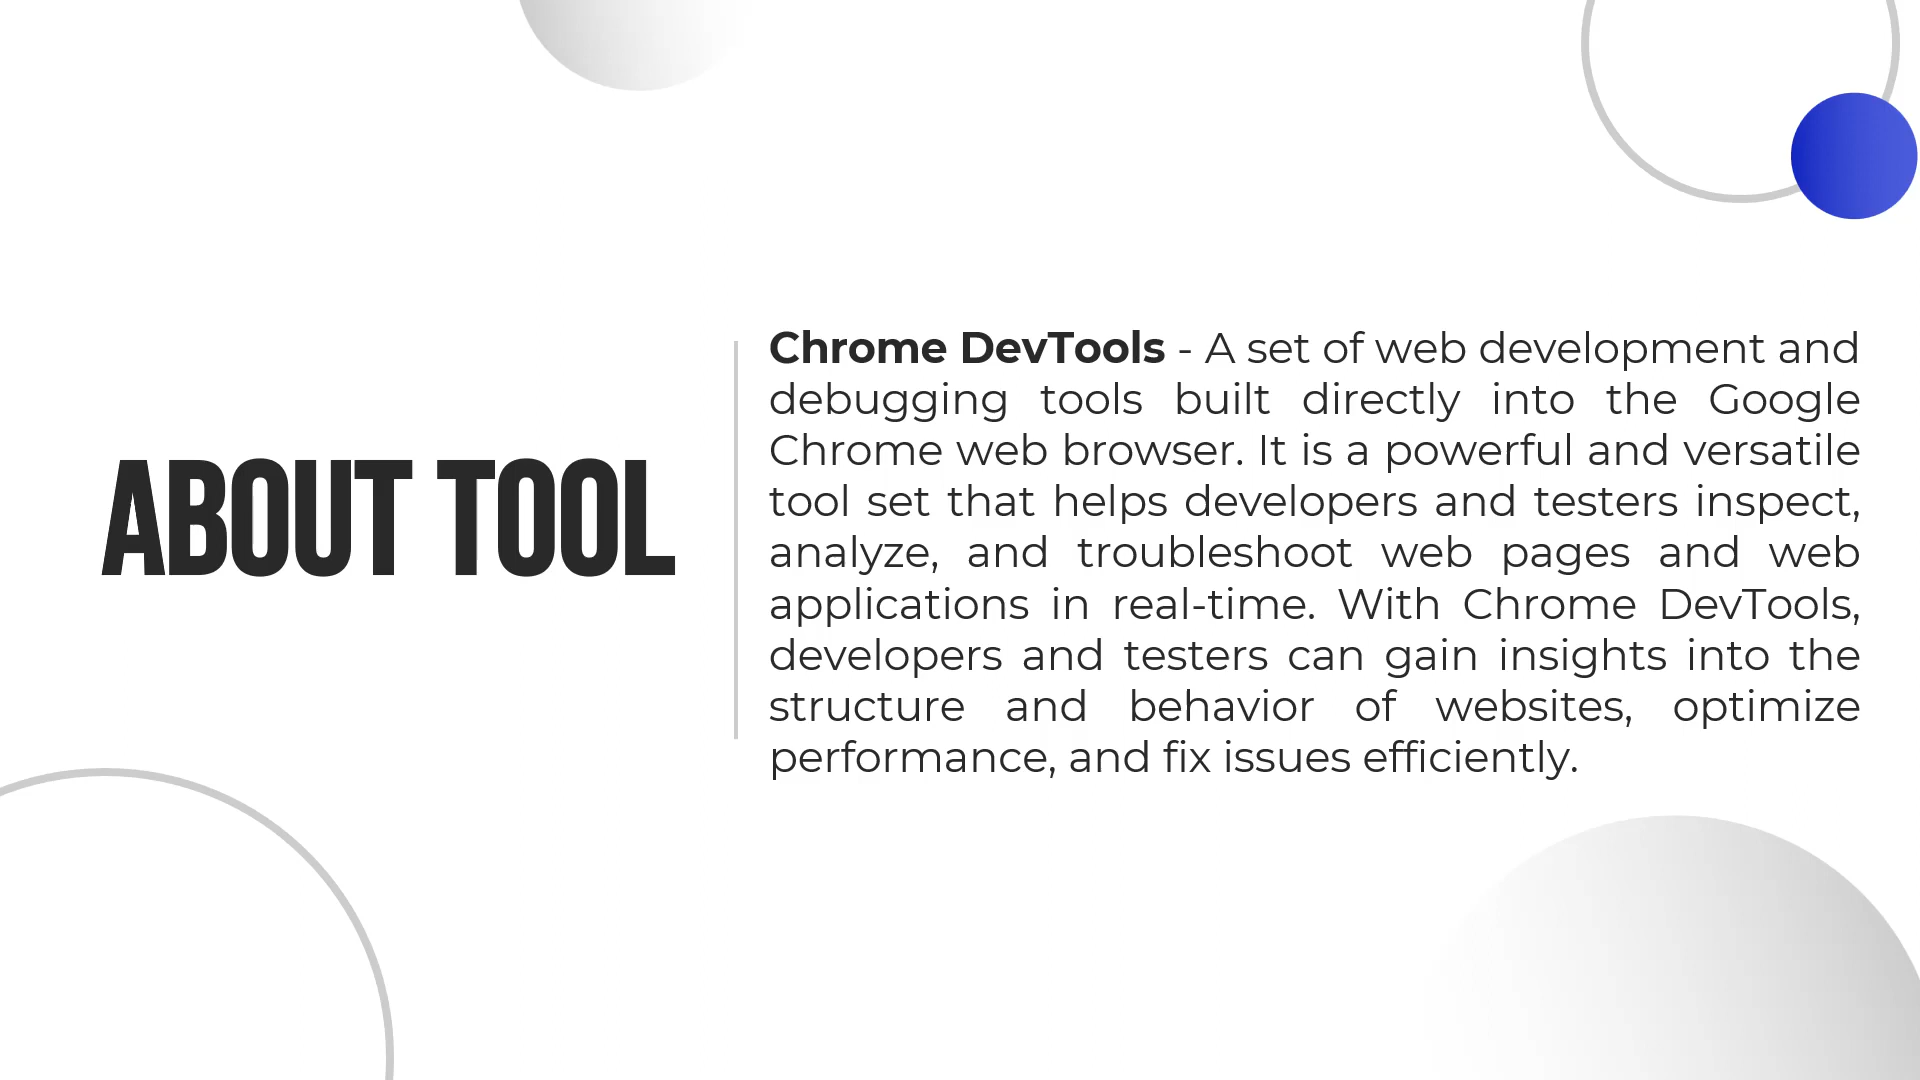 ABOUT TOOL
Chrome DevTools - A set of web development and
debugging tools built directly into the Google
Chrome web browser. It is a powerful and versatile
tool set that helps developers and testers inspect,
analyze, and troubleshoot web pages and web
applications in real-time. With Chrome DevTools,
developers and testers can gain insights into the
structure and behavior of websites, optimize
performance, and fix issues efficiently.